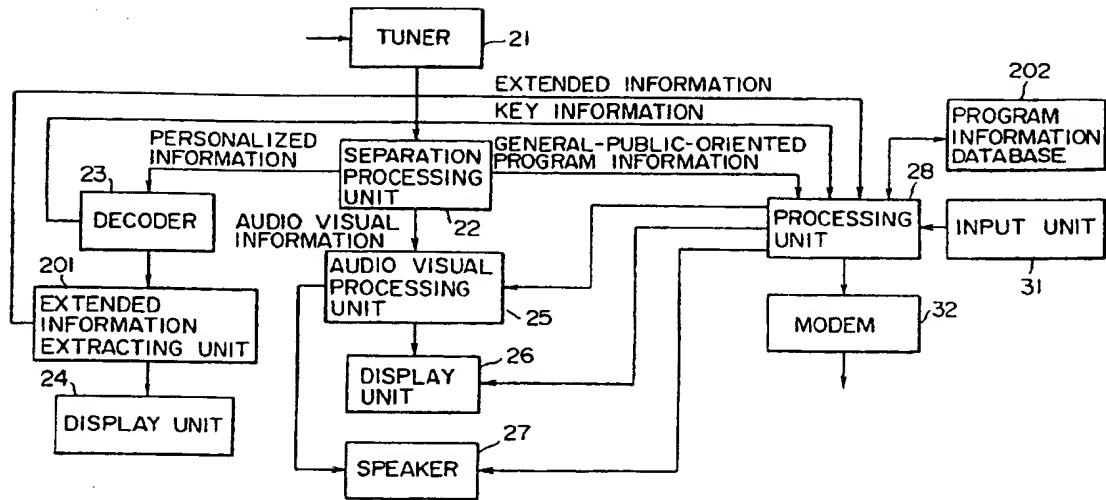 TUNER
21
EXTENDED INFORMATION
KEY INFORMATION
202
PROGRAM
INFORMATION
DATABASE
PERSONALIZED
INFORMATION
23
DECODER
SEPARATION
PROCESSING
UNIT
22
GENERAL-PUBLIC-ORIENTED
PROGRAM INFORMATION
28
PROCESSING
UNIT
INPUT UNIT
31
AUDIO VISUAL
INFORMATION
201
EXTENDED
INFORMATION
EXTRACTING UNIT
AUDIO VISUAL
PROCESSING
UNIT
25
MODEM
32
24
DISPLAY UNIT
26
DISPLAY
UNIT
27
SPEAKER